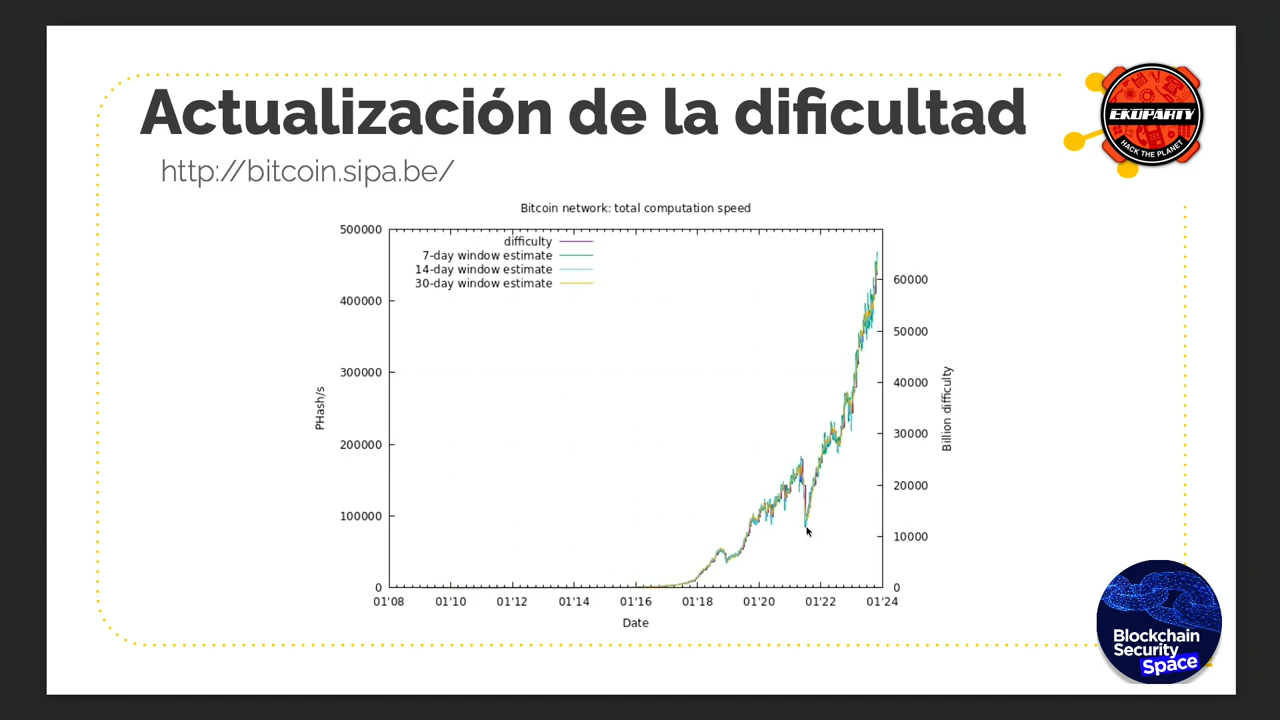 Actualización de la dificultad
http://bitcoin.sipa.be/
EKOPARTY
HACK THE PLANET
Bitcoin network: total computation speed
difficulty
7-day window estimate
14-day window estimate
30-day window estimate
500000
400000
300000
200000
100000
0
PHash/s
60000
50000
40000
30000
20000
10000
0
Billion difficulty
01'08 01'10 01'12 01'14 01'16 01'18 01'20 01'22 01'24
Date
Blockchain
Security
Space